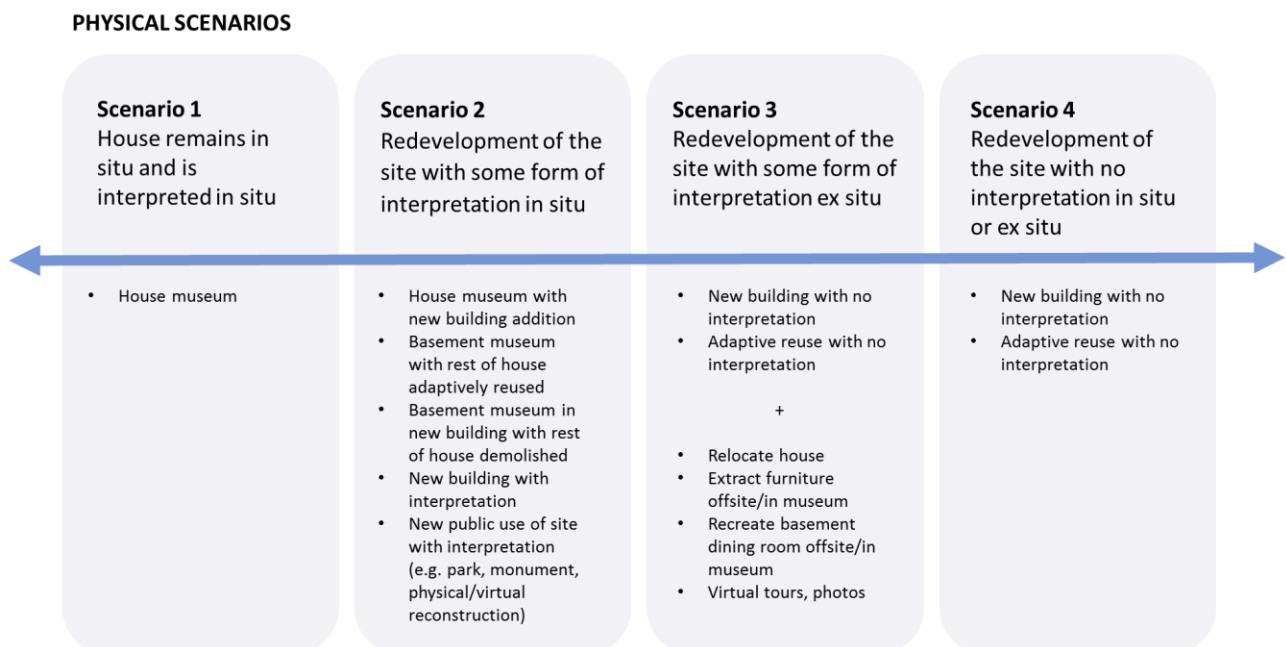 PHYSICAL SCENARIOS
Scenario 1
House remains in
situ and is
interpreted in situ
• House museum
Scenario 2
Redevelopment of the
site with some form of
interpretation in situ
• House museum with
new building addition
• Basement museum
with rest of house
adaptively reused
• Basement museum in
new building with rest
of house demolished
• New building with
interpretation
• New public use of site
with interpretation
(e.g. park, monument,
physical/virtual
reconstruction)
Scenario 3
Redevelopment of the
site with some form of
interpretation ex situ
• New building with no
interpretation
• Adaptive reuse with no
interpretation
+
• Relocate house
• Extract furniture
offsite/in museum
• Recreate basement
dining room offsite/in
museum
• Virtual tours, photos
Scenario 4
Redevelopment of
the site with no
interpretation in situ
or ex situ
• New building with no
interpretation
• Adaptive reuse with no
interpretation